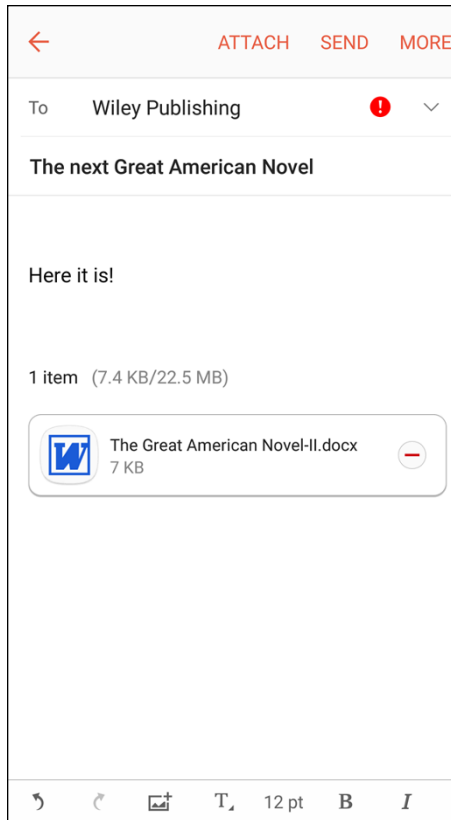 ATTACH SEND MORE
To Wiley Publishing
The next Great American Novel
Here it is!
1 item (7.4 KB/22.5 MB)
W The Great American Novel-II.docx
7 KB
T 12 pt B I